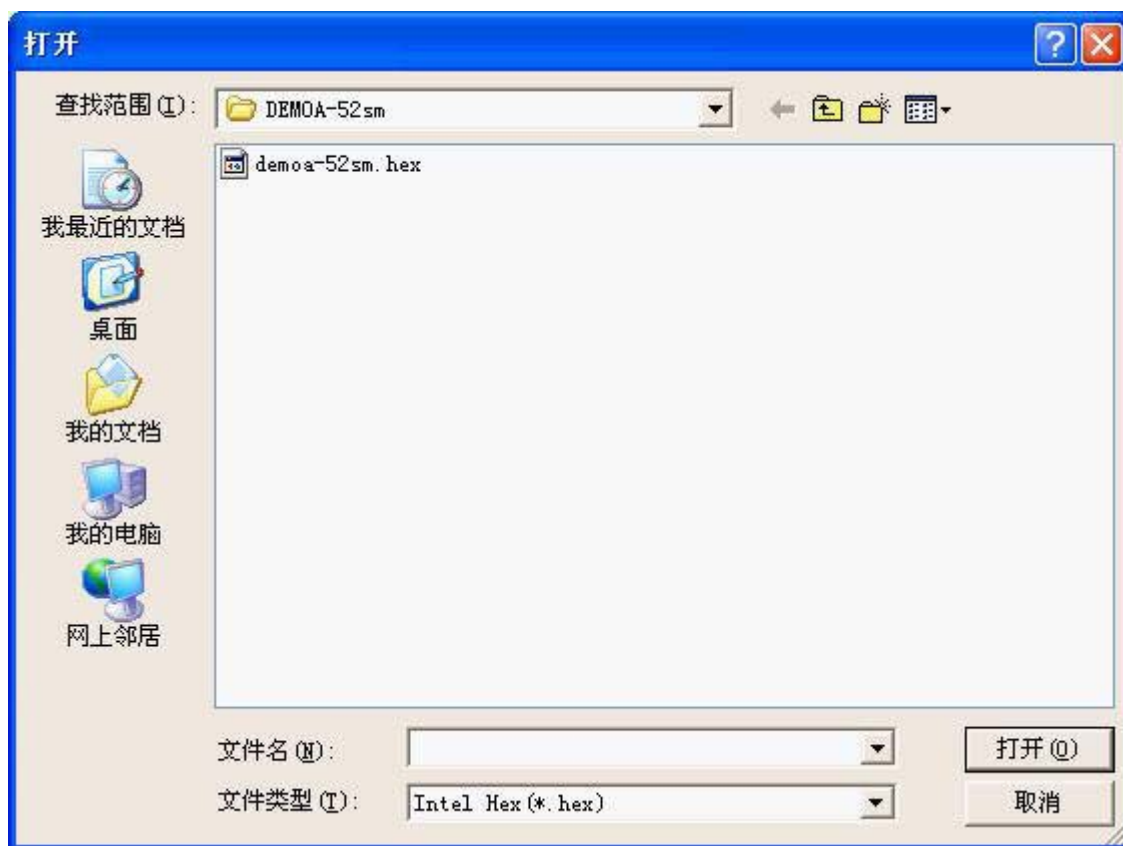 打开
查找范围(I):
DEMOA-52sm
demoa-52sm.hex
我最近的文档
桌面
我的文档
我的电脑
网上邻居
文件名(N):
打开(O)
文件类型(T):
Intel Hex(*.hex)
取消